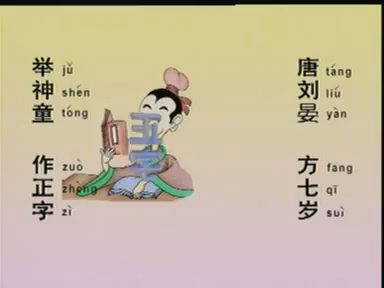 唐刘晏
táng liú yàn
方七岁
fāng qī suì
举神童
jǔ shén tóng
作正字
zuò zhèng zì